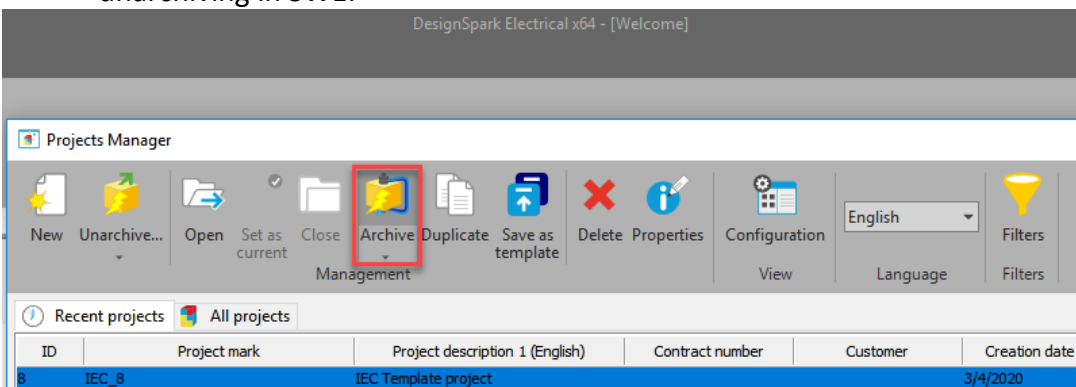 DesignSpark Electrical x64 - [Welcome]
Projects Manager
New Unarchive... Open Set as current Close Archive Duplicate Save as template Delete Properties Configuration English Filters
Management View Language Filters
Recent projects All projects
ID Project mark Project description 1 (English) Contract number Customer Creation date
8 IEC_8 IEC Template project 3/4/2020